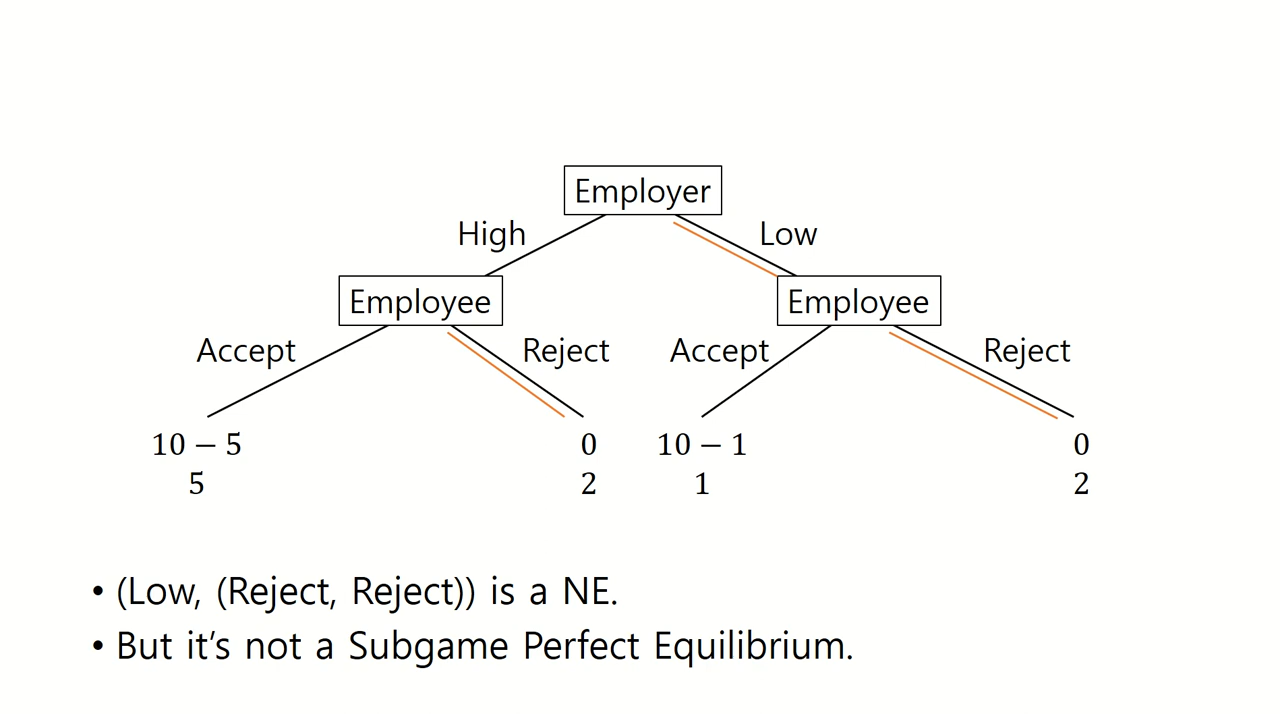 Employer
High
Low
Employee
Employee
Accept
Reject
Accept
Reject
10 − 5
0
10 − 1
0
5
2
1
2
• (Low, (Reject, Reject)) is a NE.
• But it’s not a Subgame Perfect Equilibrium.